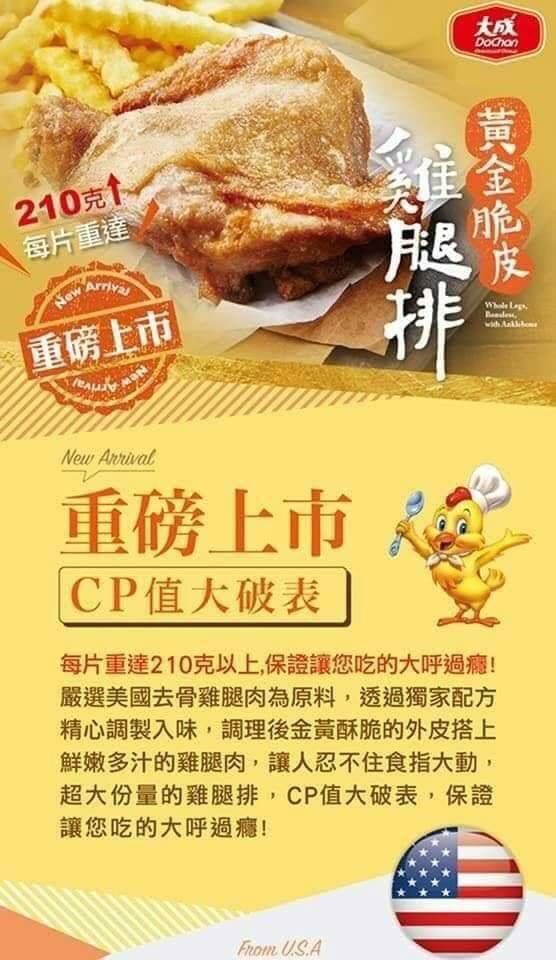 大成
DaChan
黃金脆皮
雞腿排
Whole Legs,
Boneless,
with Anklebone
210克↑
每片重達
New Arrival
重磅上市
New Arrival
New Arrival
重磅上市
CP值大破表
每片重達210克以上,保證讓您吃的大呼過癮!
嚴選美國去骨雞腿肉為原料，透過獨家配方
精心調製入味，調理後金黃酥脆的外皮搭上
鮮嫩多汁的雞腿肉，讓人忍不住食指大動，
超大份量的雞腿排，CP值大破表，保證
讓您吃的大呼過癮!
From U.S.A